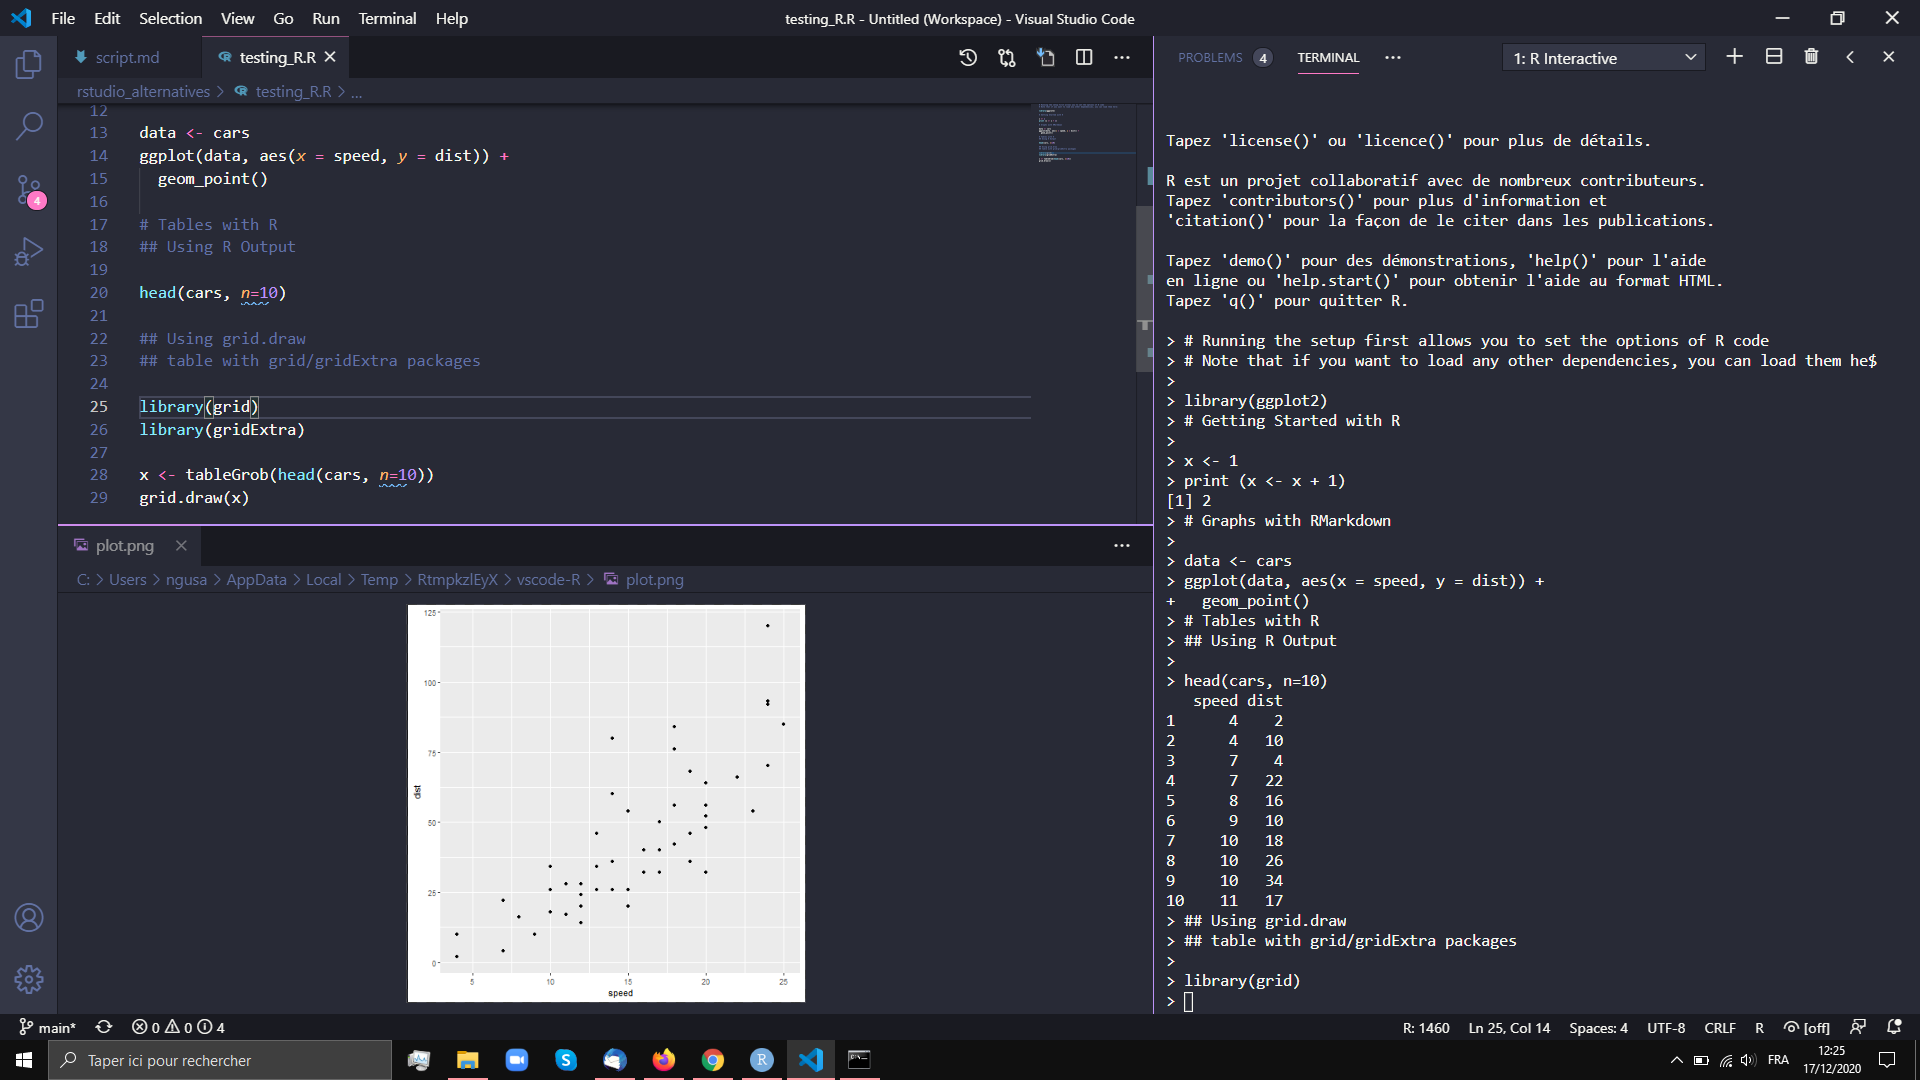 File Edit Selection View Go Run Terminal Help
testing_R.R - Untitled (Workspace) - Visual Studio Code
script.md
testing_R.R
rstudio_alternatives > testing_R.R > ...
12
13 data <- cars
14 ggplot(data, aes(x = speed, y = dist)) +
15 geom_point()
16
17 # Tables with R
18 ## Using R Output
19
20 head(cars, n=10)
21
22 ## Using grid.draw
23 ## table with grid/gridExtra packages
24
25 library(grid)
26 library(gridExtra)
27
28 x <- tableGrob(head(cars, n=10))
29 grid.draw(x)
plot.png
C: > Users > ngusa > AppData > Local > Temp > RtmpkzlEyX > vscode-R > plot.png
125
100
75
50
25
0
dist
5 10 15 20 25
speed
PROBLEMS 4 TERMINAL ... 1: R Interactive
Tapez 'license()' ou 'licence()' pour plus de détails.
R est un projet collaboratif avec de nombreux contributeurs.
Tapez 'contributors()' pour plus d'information et
'citation()' pour la façon de le citer dans les publications.
Tapez 'demo()' pour des démonstrations, 'help()' pour l'aide
en ligne ou 'help.start()' pour obtenir l'aide au format HTML.
Tapez 'q()' pour quitter R.
> # Running the setup first allows you to set the options of R code
> # Note that if you want to load any other dependencies, you can load them he$
>
> library(ggplot2)
> # Getting Started with R
>
> x <- 1
> print (x <- x + 1)
[1] 2
> # Graphs with RMarkdown
>
> data <- cars
> ggplot(data, aes(x = speed, y = dist)) +
+ geom_point()
> # Tables with R
> ## Using R Output
>
> head(cars, n=10)
speed dist
1 4 2
2 4 10
3 7 4
4 7 22
5 8 16
6 9 10
7 10 18
8 10 26
9 10 34
10 11 17
> ## Using grid.draw
> ## table with grid/gridExtra packages
>
> library(grid)
>
4
main* 0 0 4
R: 1460 Ln 25, Col 14 Spaces: 4 UTF-8 CRLF R [off]
Taper ici pour rechercher
FRA
12:25
17/12/2020